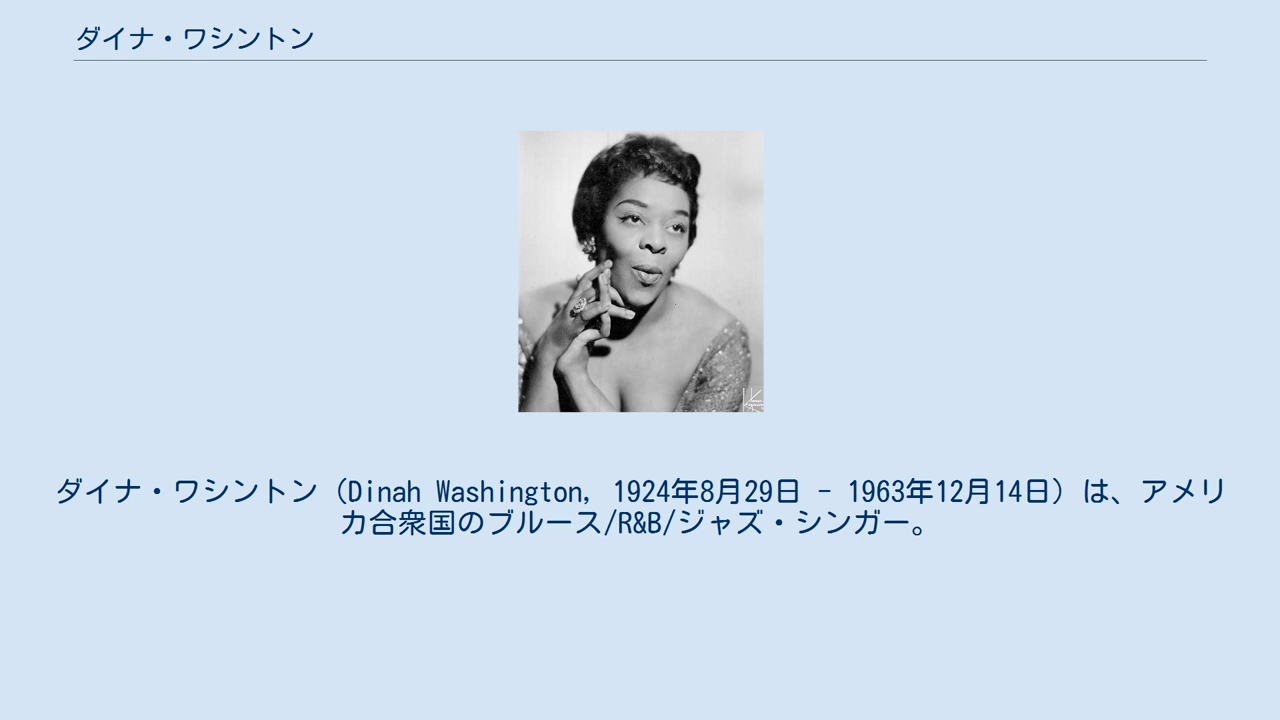 ダイナ・ワシントン
ダイナ・ワシントン（Dinah Washington, 1924年8月29日 - 1963年12月14日）は、アメリ
カ合衆国のブルース/R&B/ジャズ・シンガー。